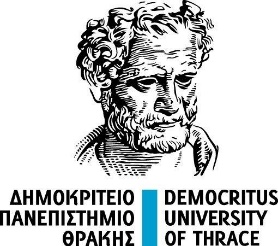 ΔΗΜΟΚΡΙΤΕΙΟ
ΠΑΝΕΠΙΣΤΗΜΙΟ
ΘΡΑΚΗΣ
DEMOCRITUS
UNIVERSITY
OF THRACE